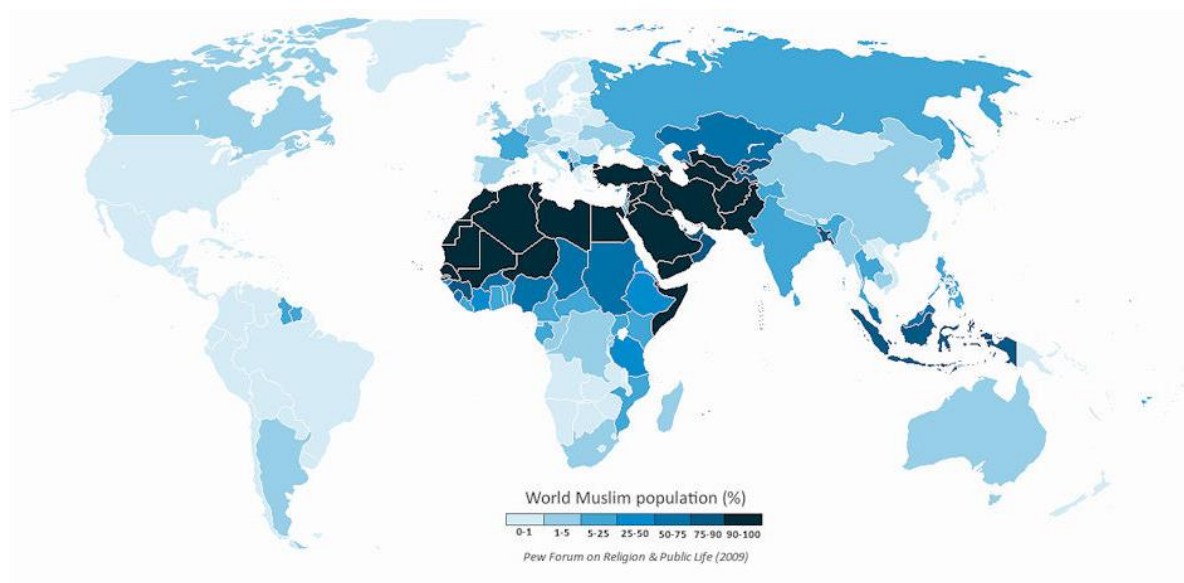 World Muslim population (%)
0-1 1-5 5-25 25-50 50-75 75-90 90-100
Pew Forum on Religion & Public Life (2009)